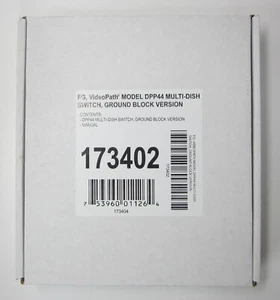 FG, VideoPath' MODEL DPP44 MULTI-DISH
SWITCH, GROUND BLOCK VERSION
CONTENTS:
- DPP44 MULTI-DISH SWITCH, GROUND BLOCK VERSION
- MANUAL
173402
7 53960 01126 4
173404